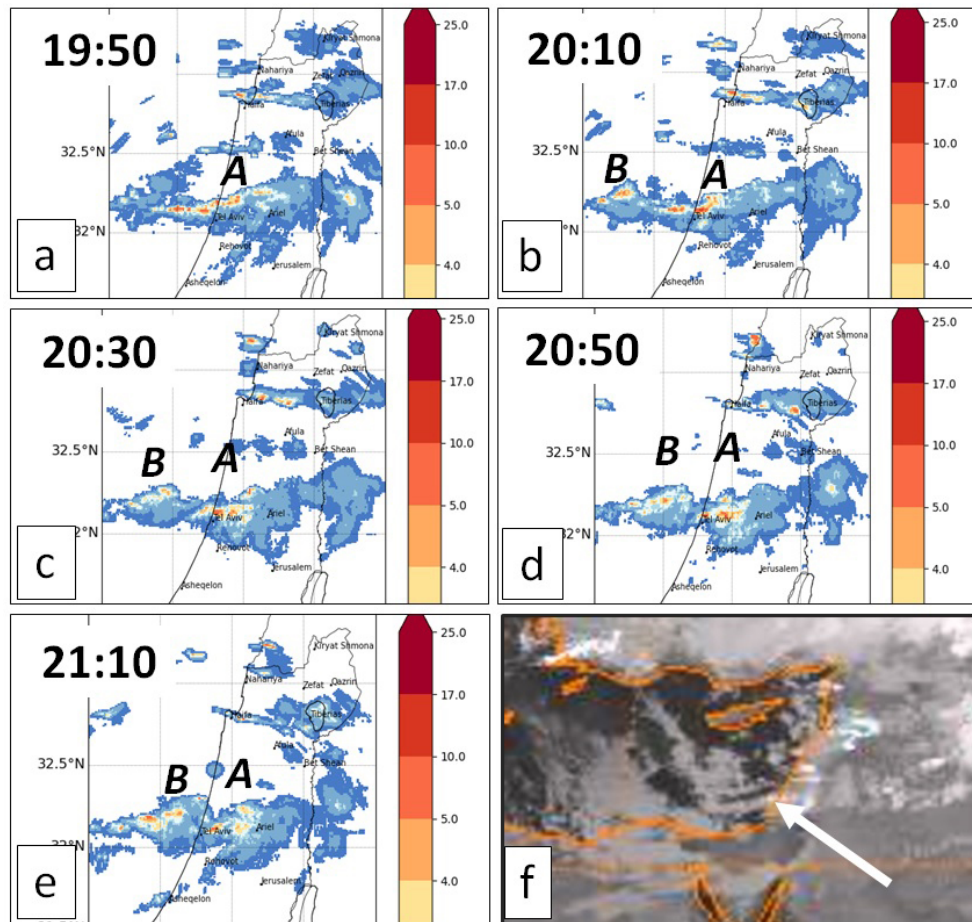 19:50
Kiryat Shmona
Nahariya
Zefat
Qazrin
Haifa
Tiberias
Afula
32.5°N
Bet Shean
A
Tel Aviv
Ariel
32°N
Rehovot
Jerusalem
Asheqelon
a
25.0
17.0
10.0
5.0
4.0
20:10
Kiryat Shmona
Nahariya
Zefat
Qazrin
Haifa
Tiberias
Afula
32.5°N
Bet Shean
B
A
Tel Aviv
Ariel
°N
Rehovot
Jerusalem
Asheqelon
b
25.0
17.0
10.0
5.0
4.0
20:30
Kiryat Shmona
Nahariya
Zefat
Qazrin
Haifa
Tiberias
Afula
32.5°N
Bet Shean
B
A
Tel Aviv
Ariel
2°N
Rehovot
Jerusalem
Asheqelon
c
25.0
17.0
10.0
5.0
4.0
20:50
Kiryat Shmona
Nahariya
Zefat
Qazrin
Haifa
Tiberias
Afula
32.5°N
Bet Shean
B
A
Tel Aviv
Ariel
2°N
Rehovot
Jerusalem
Asheqelon
d
25.0
17.0
10.0
5.0
4.0
21:10
Kiryat Shmona
Nahariya
Zefat
Qazrin
Haifa
Tiberias
Afula
32.5°N
Bet Shean
B
A
Tel Aviv
Ariel
32°N
Rehovot
Jerusalem
Asheqelon
e
25.0
17.0
10.0
5.0
4.0
f